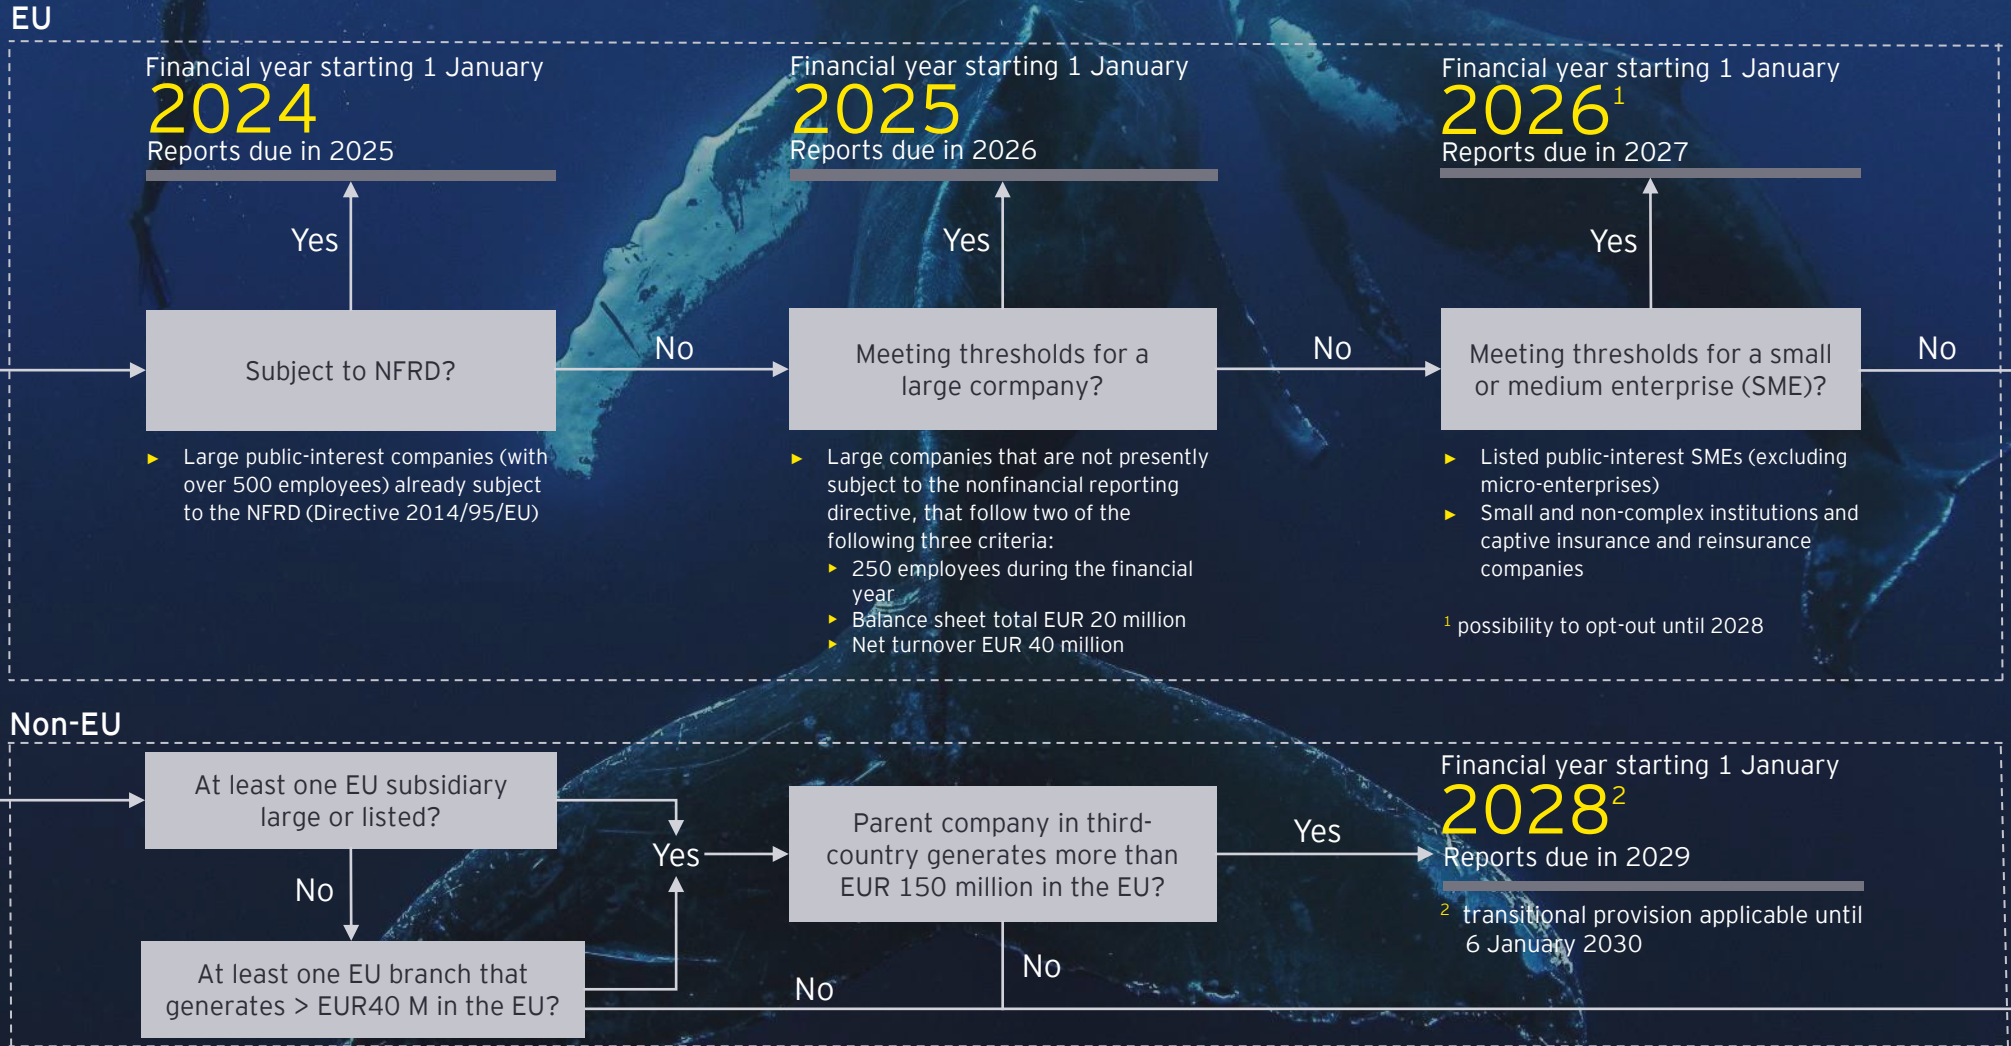 EU
Financial year starting 1 January
2024
Reports due in 2025
Yes
Subject to NFRD?
► Large public-interest companies (with
over 500 employees) already subject
to the NFRD (Directive 2014/95/EU)
No
Financial year starting 1 January
2025
Reports due in 2026
Yes
Meeting thresholds for a
large cormpany?
► Large companies that are not presently
subject to the nonfinancial reporting
directive, that follow two of the
following three criteria:
► 250 employees during the financial
year
► Balance sheet total EUR 20 million
► Net turnover EUR 40 million
No
Financial year starting 1 January
2026¹
Reports due in 2027
Yes
Meeting thresholds for a small
or medium enterprise (SME)?
► Listed public-interest SMEs (excluding
micro-enterprises)
► Small and non-complex institutions and
captive insurance and reinsurance
companies
¹ possibility to opt-out until 2028
No
Non-EU
At least one EU subsidiary
large or listed?
No
At least one EU branch that
generates > EUR40 M in the EU?
Yes
No
Parent company in third-
country generates more than
EUR 150 million in the EU?
No
Yes
Financial year starting 1 January
2028²
Reports due in 2029
² transitional provision applicable until
6 January 2030